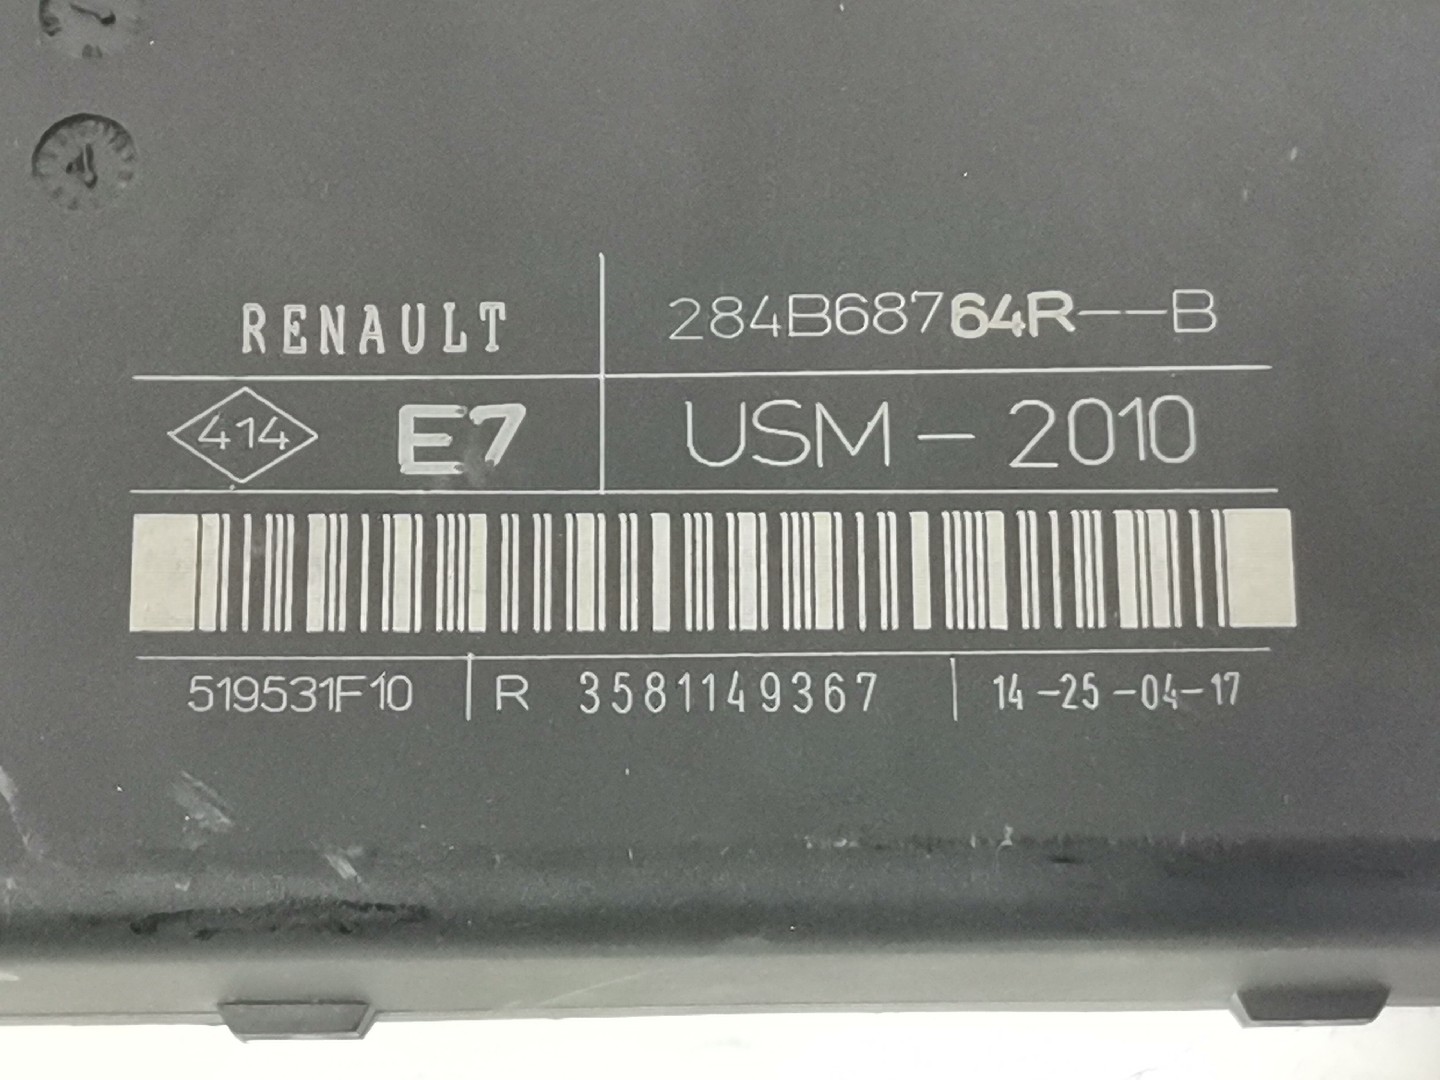 RENAULT 284B68764R--B
414 E7 USM - 2010
519531F10 R 3581149367 14-25-04-17